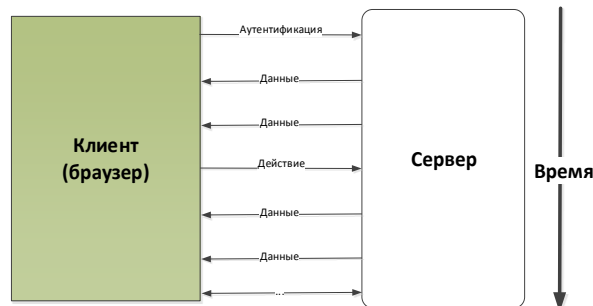 Аутентификация
Данные
Данные
Клиент
(браузер)
Действие
Сервер
Время
Данные
Данные
...